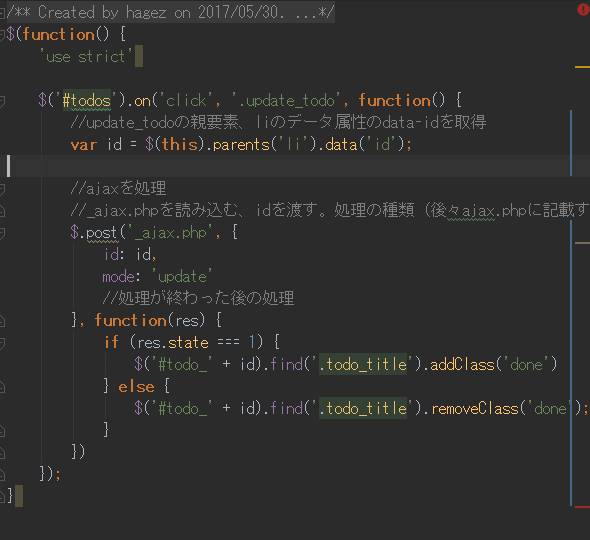 /** Created by hagez on 2017/05/30. ...*/
$(function() {
'use strict'
$('#todos').on('click', '.update_todo', function() {
//update_todoの親要素、liのデータ属性のdata-idを取得
var id = $(this).parents('li').data('id');
//ajaxを処理
//_ajax.phpを読み込む、idを渡す。処理の種類（後々ajax.phpに記載す
$.post('_ajax.php', {
id: id,
mode: 'update'
//処理が終わった後の処理
}, function(res) {
if (res.state === 1) {
$('#todo_' + id).find('.todo_title').addClass('done')
} else {
$('#todo_' + id).find('.todo_title').removeClass('done');
}
})
});
}